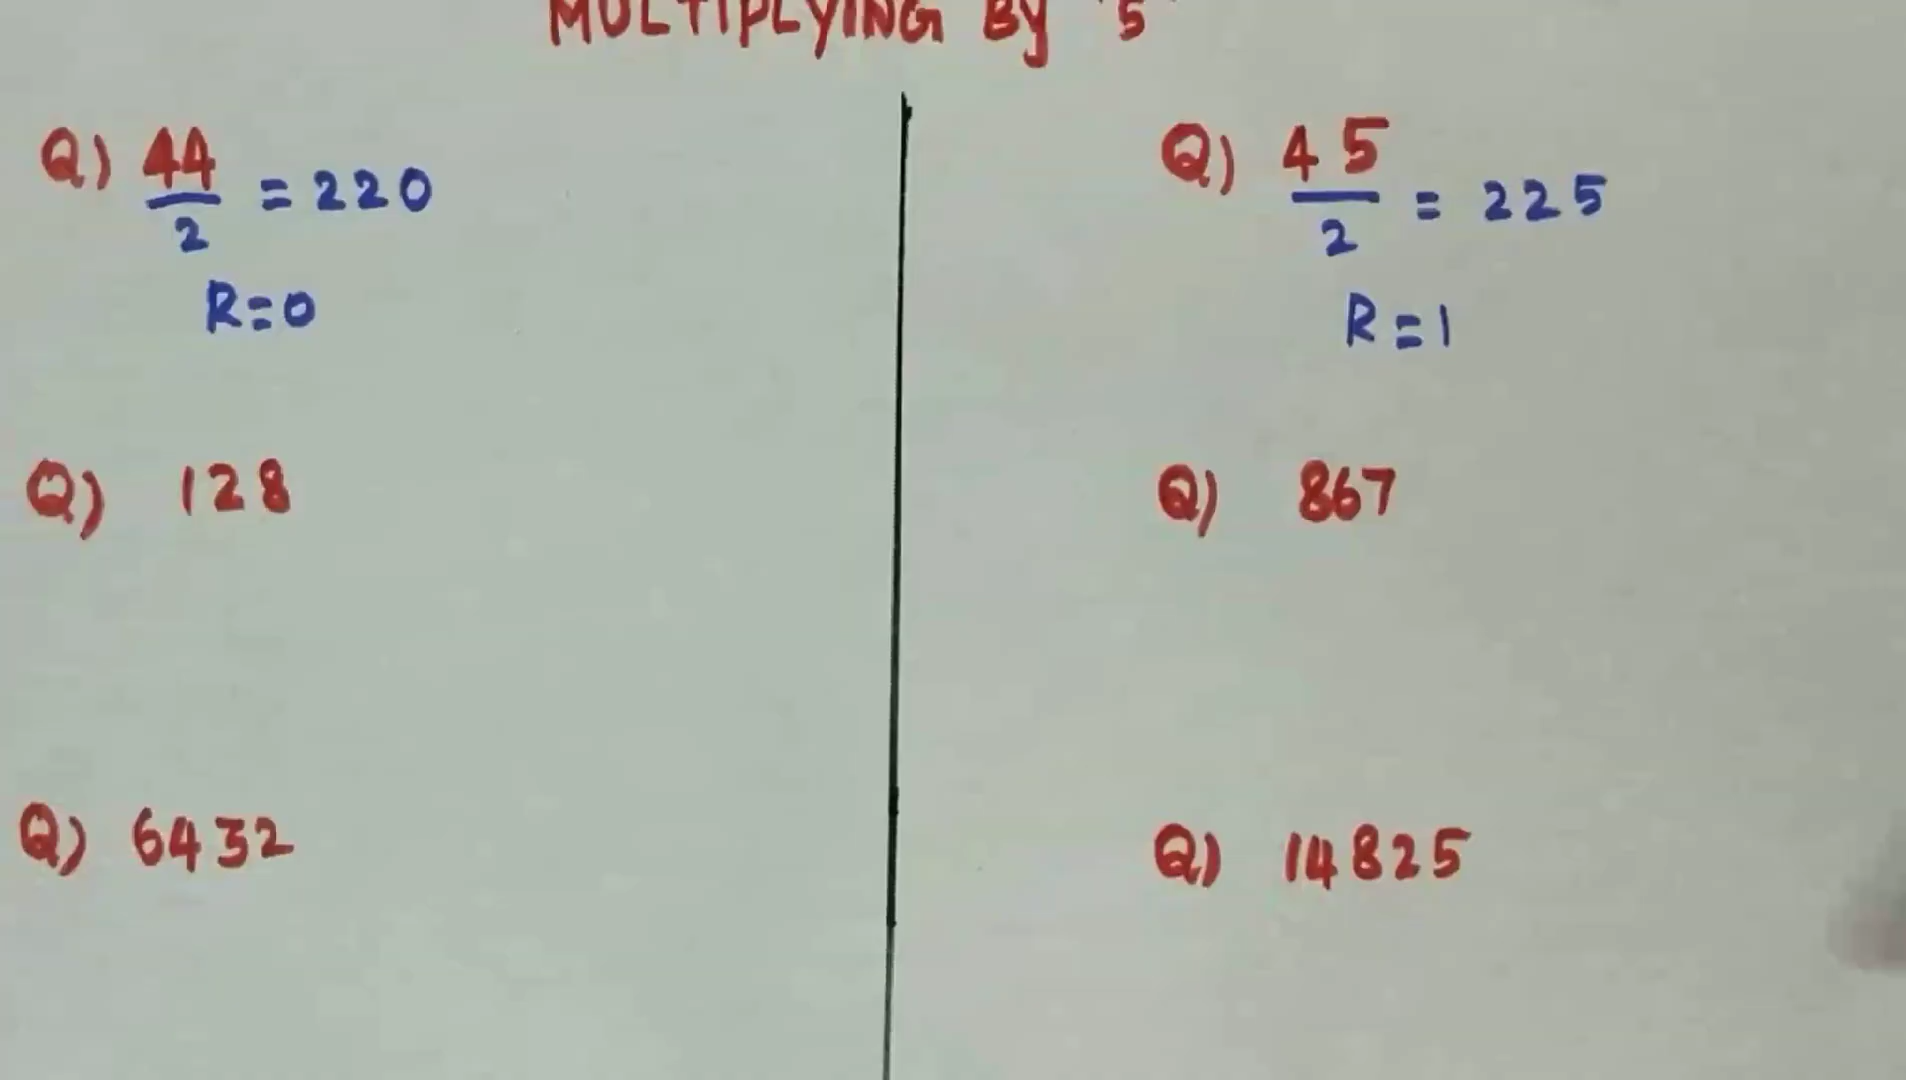 MULTIPLYING By '5'
Q) 44/2 = 220
R=0
Q) 128
Q) 6432
Q) 45/2 = 225
R=1
Q) 867
Q) 14825